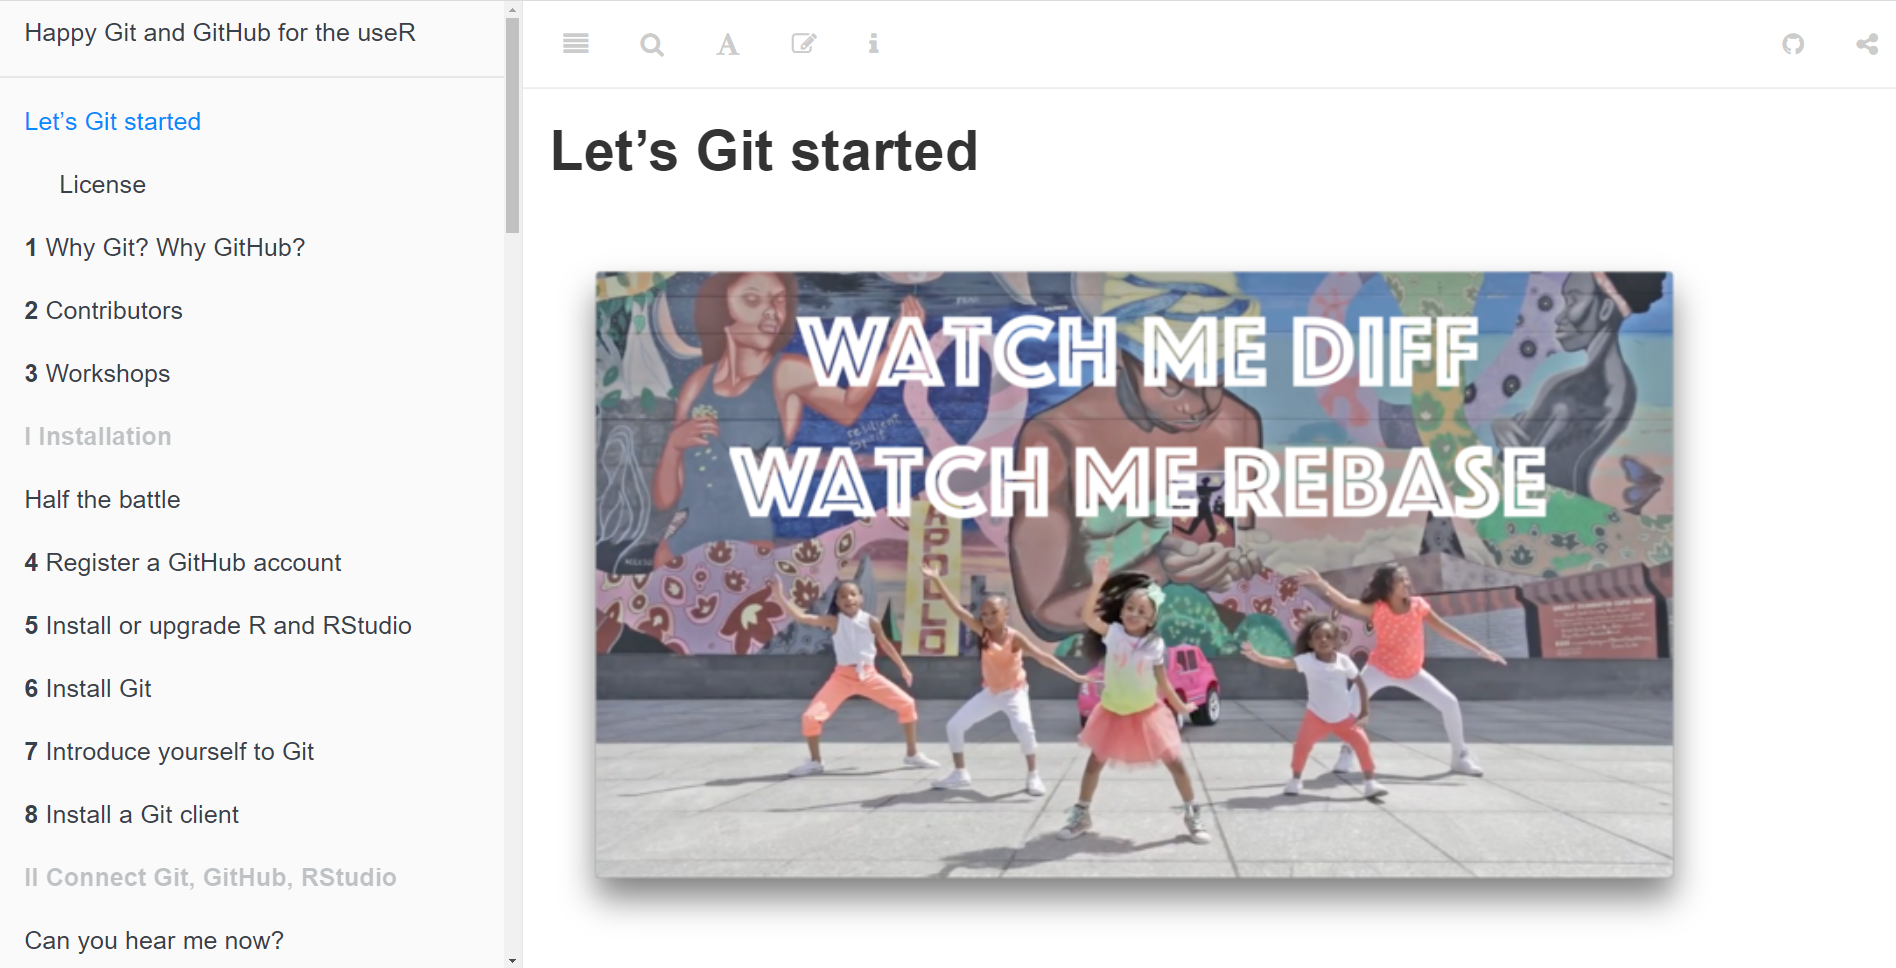 Happy Git and GitHub for the useR
Let’s Git started
License
1 Why Git? Why GitHub?
2 Contributors
3 Workshops
I Installation
Half the battle
4 Register a GitHub account
5 Install or upgrade R and RStudio
6 Install Git
7 Introduce yourself to Git
8 Install a Git client
II Connect Git, GitHub, RStudio
Can you hear me now?
Let’s Git started
WATCH ME DIFF
WATCH ME REBASE
resilient
spirit
APOLLO